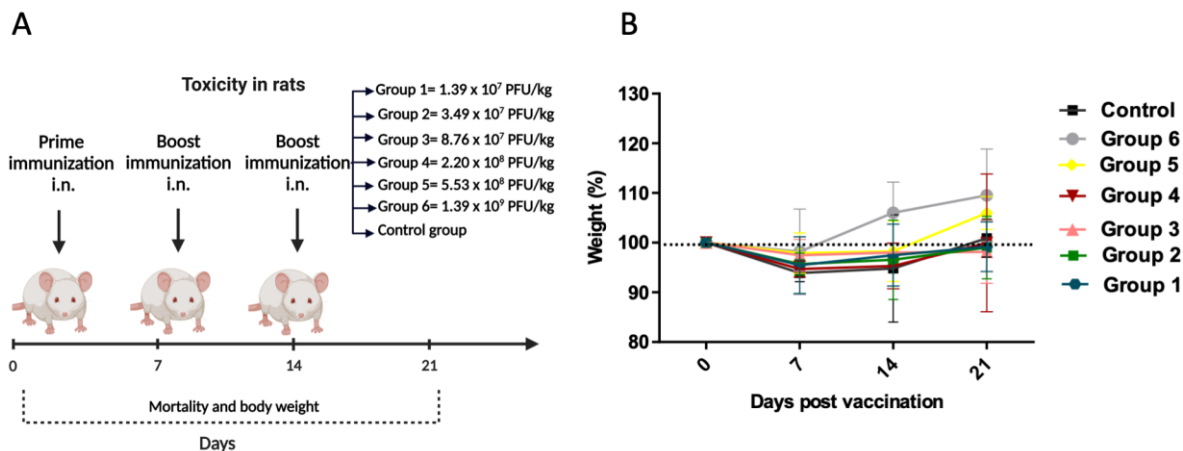 A
Toxicity in rats
Prime
immunization
i.n.
Boost
immunization
i.n.
Boost
immunization
i.n.
Group 1= 1.39 x 10⁷ PFU/kg
Group 2= 3.49 x 10⁷ PFU/kg
Group 3= 8.76 x 10⁷ PFU/kg
Group 4= 2.20 x 10⁸ PFU/kg
Group 5= 5.53 x 10⁸ PFU/kg
Group 6= 1.39 x 10⁹ PFU/kg
Control group
0 7 14 21
Mortality and body weight
Days
B
Weight (%)
130
120
110
100
90
80
0 7 14 21
Days post vaccination
Control
Group 6
Group 5
Group 4
Group 3
Group 2
Group 1